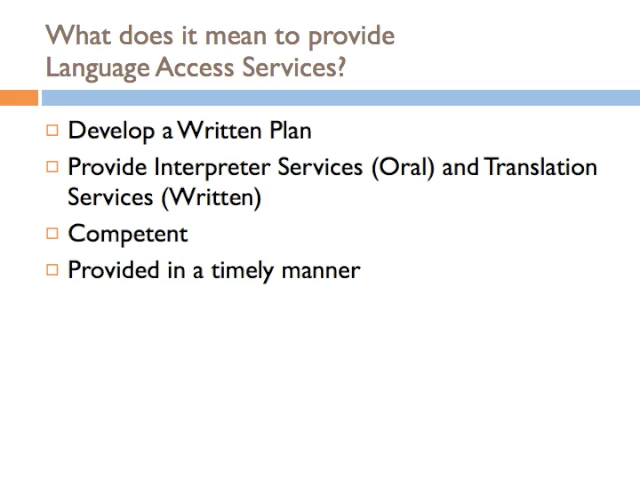 What does it mean to provide
Language Access Services?
Develop a Written Plan
Provide Interpreter Services (Oral) and Translation
Services (Written)
Competent
Provided in a timely manner